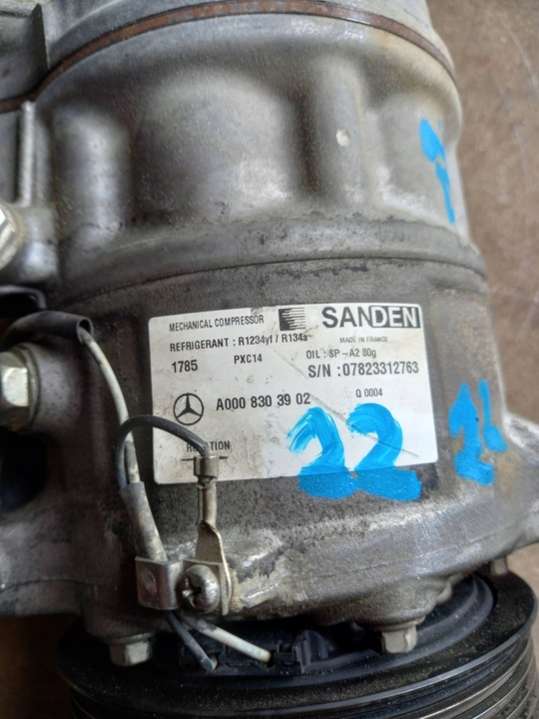 MECHANICAL COMPRESSOR SANDEN
REFRIGERANT : R1234yf / R134a MADE IN FRANCE
1785 PXC14 OIL : SP - A2 80g
S/N : 07823312763
A000 830 39 02 Q 0004
22